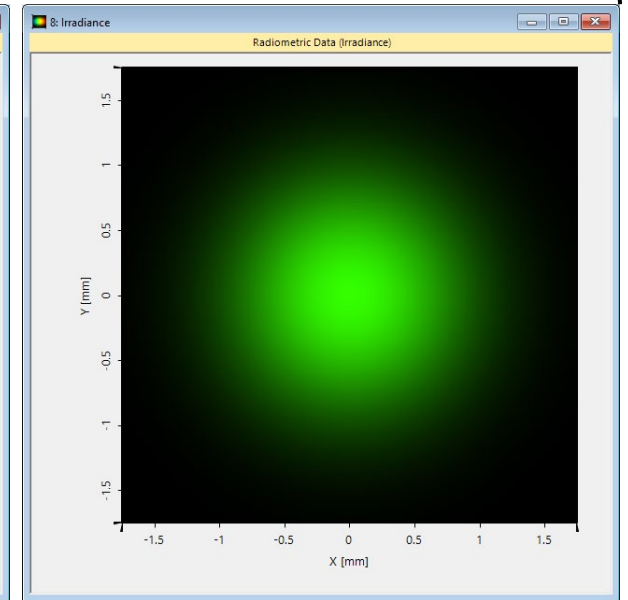 8: Irradiance
Radiometric Data (Irradiance)
1.5
1
0.5
0
-0.5
-1
-1.5
Y [mm]
-1.5 -1 -0.5 0 0.5 1 1.5
X [mm]